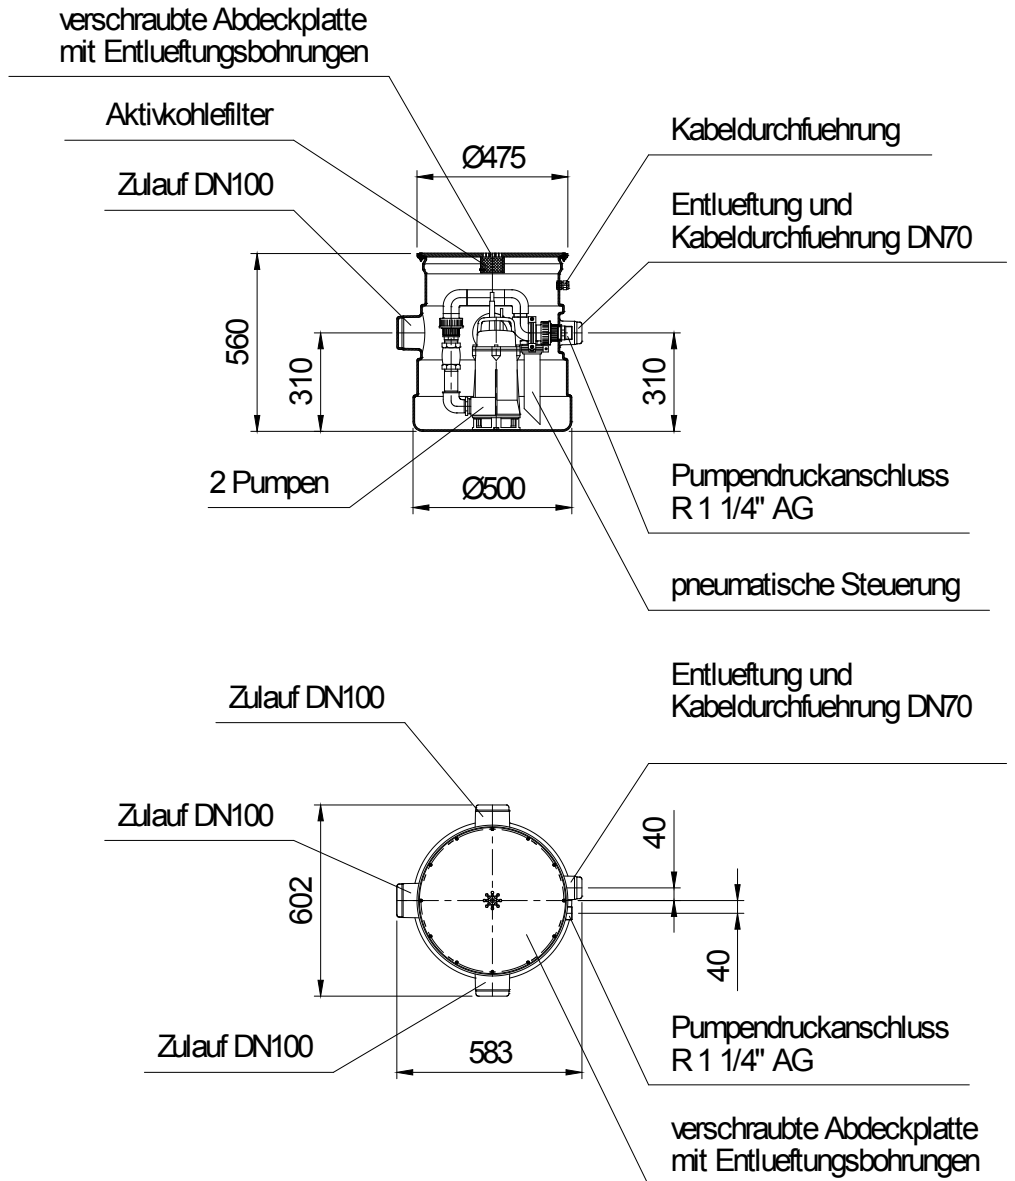 verschraubte Abdeckplatte
mit Entlueftungsbohrungen
Aktivkohlefilter
Zulauf DN100
Ø475
Kabeldurchfuehrung
Entlueftung und
Kabeldurchfuehrung DN70
560
310
310
2 Pumpen
Ø500
Pumpendruckanschluss
R 1 1/4" AG
pneumatische Steuerung
Zulauf DN100
Entlueftung und
Kabeldurchfuehrung DN70
Zulauf DN100
40
602
40
Zulauf DN100
583
Pumpendruckanschluss
R 1 1/4" AG
verschraubte Abdeckplatte
mit Entlueftungsbohrungen